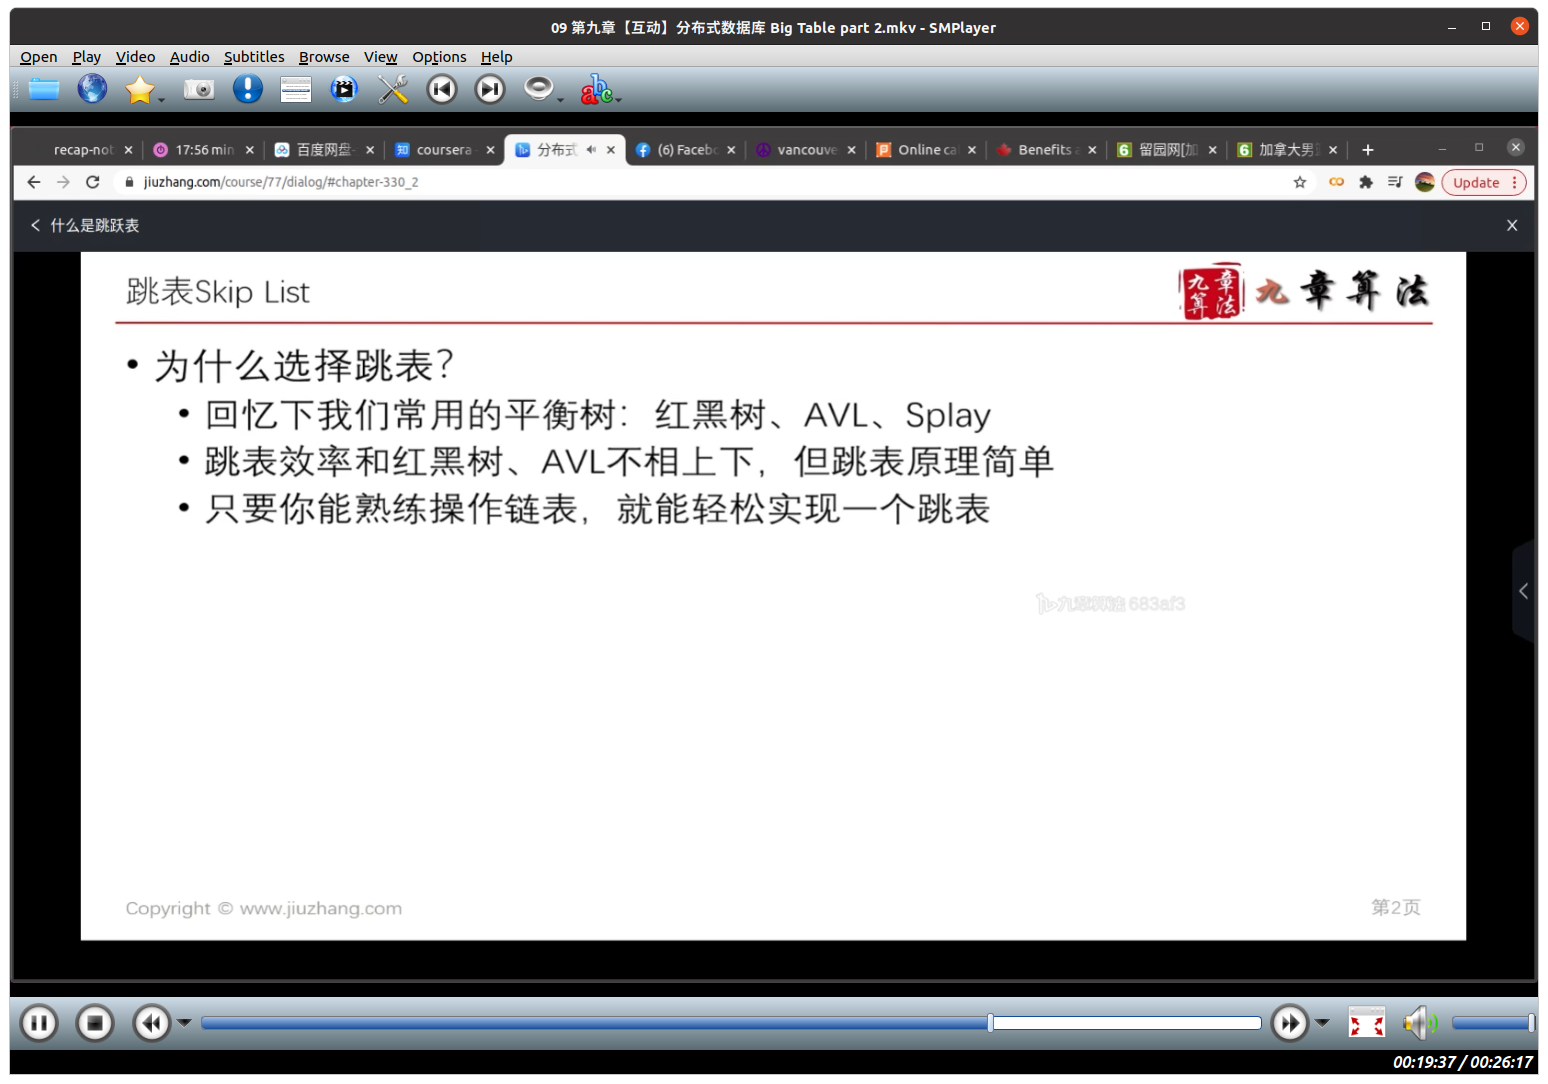 09 第九章【互动】分布式数据库 Big Table part 2.mkv - SMPlayer
Open Play Video Audio Subtitles Browse View Options Help
recap-not 17:56 min 百度网盘- coursera 分布式 (6) Facebo vancouve Online cal Benefits a 留园网[加 加拿大男
jiuzhang.com/course/77/dialog/#chapter-330_2 Update
什么是跳跃表
跳表Skip List
九章算法 九章算法
• 为什么选择跳表？
• 回忆下我们常用的平衡树：红黑树、AVL、Splay
• 跳表效率和红黑树、AVL不相上下，但跳表原理简单
• 只要你能熟练操作链表，就能轻松实现一个跳表
九章算法 683af3
Copyright © www.jiuzhang.com 第2页
00:19:37 / 00:26:17